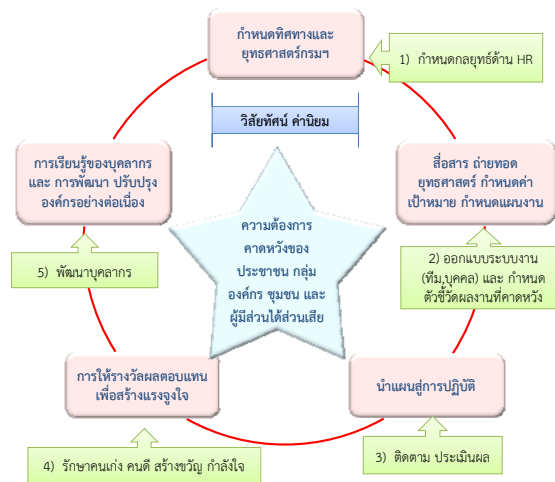 กำหนดทิศทางและ
ยุทธศาสตร์กรมฯ
1) กำหนดกลยุทธ์ด้าน HR
วิสัยทัศน์ ค่านิยม
การเรียนรู้ของบุคลากร
และ การพัฒนา ปรับปรุง
องค์กรอย่างต่อเนื่อง
สื่อสาร ถ่ายทอด
ยุทธศาสตร์ กำหนดค่า
เป้าหมาย กำหนดแผนงาน
ความต้องการ
คาดหวังของ
ประชาชน กลุ่ม
องค์กร ชุมชน และ
ผู้มีส่วนได้ส่วนเสีย
5) พัฒนาบุคลากร
2) ออกแบบระบบงาน
(ทีม,บุคคล) และ กำหนด
ตัวชี้วัดผลงานที่คาดหวัง
การให้รางวัลผลตอบแทน
เพื่อสร้างแรงจูงใจ
นำแผนสู่การปฏิบัติ
4) รักษาคนเก่ง คนดี สร้างขวัญ กำลังใจ
3) ติดตาม ประเมินผล